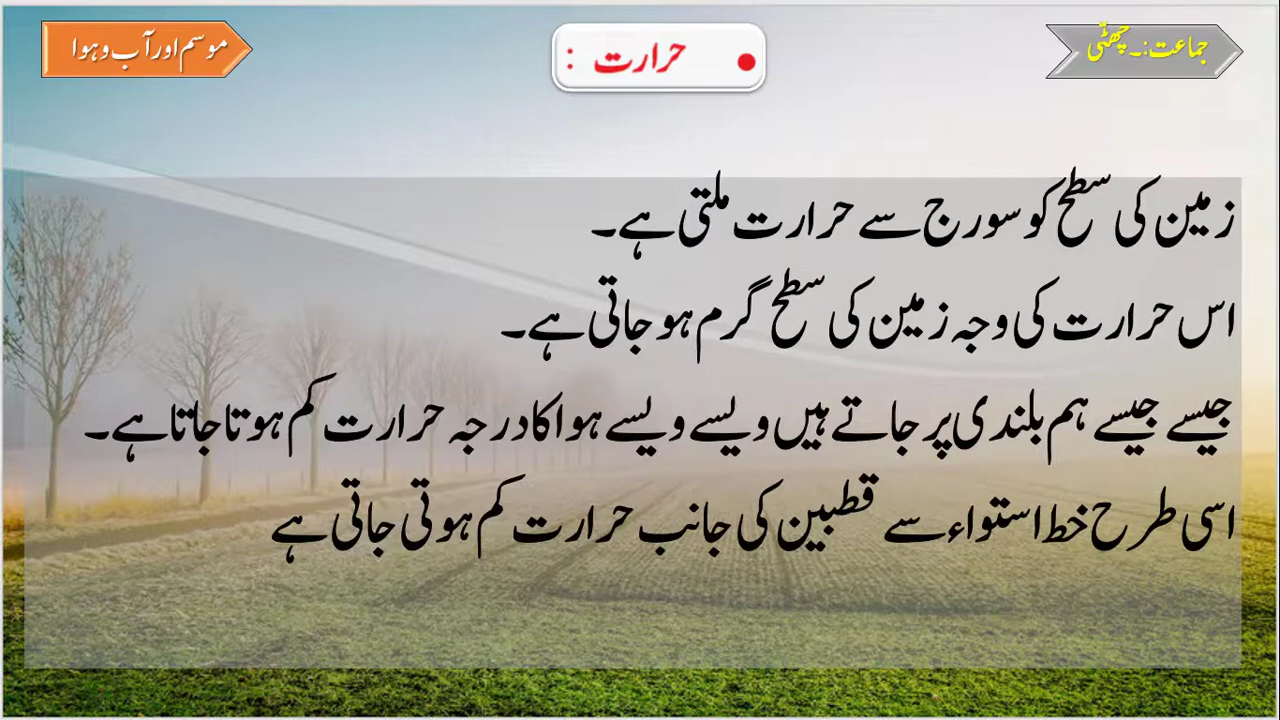 جماعت:۔چھٹی
• حرارت :
موسم اور آب و ہوا
زمین کی سطح کو سورج سے حرارت ملتی ہے۔
اس حرارت کی وجہ زمین کی سطح گرم ہو جاتی ہے۔
جیسے جیسے ہم بلندی پر جاتے ہیں ویسے ویسے ہوا کا درجہ حرارت کم ہوتا جاتا ہے۔
اسی طرح خط استواء سے قطبین کی جانب حرارت کم ہوتی جاتی ہے